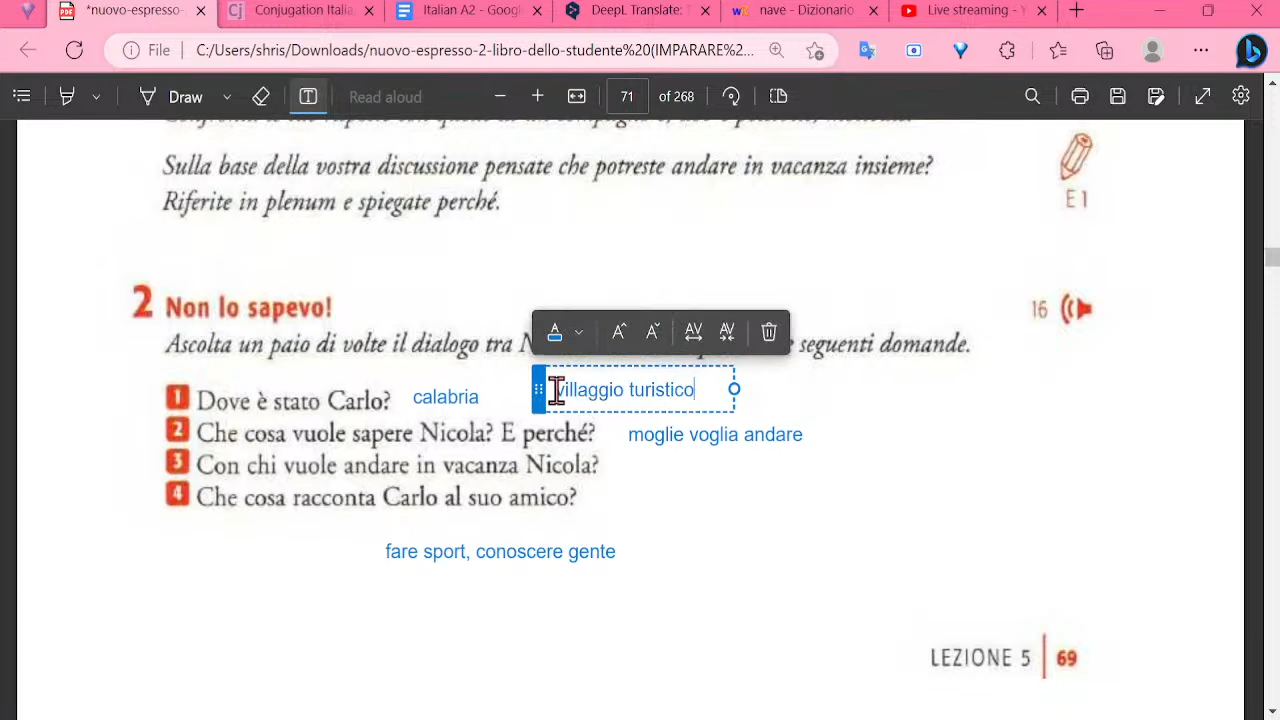 *nuovo-espresso-
Conjugation Italia
Italian A2 - Goog
DeepL Translate: T
nave - Dizionario
Live streaming - Y
File
C:/Users/shris/Downloads/nuovo-espresso-2-libro-dello-studente%20(IMPARARE%2...
Draw
Read aloud
71
of 268
Sulla base della vostra discussione pensate che potreste andare in vacanza insieme?
Riferite in plenum e spiegate perché.
E 1
2 Non lo sapevo!
16
Ascolta un paio di volte il dialogo tra N
seguenti domande.
1 Dove è stato Carlo?
calabria
villaggio turistico
2 Che cosa vuole sapere Nicola? E perché?
moglie voglia andare
3 Con chi vuole andare in vacanza Nicola?
4 Che cosa racconta Carlo al suo amico?
fare sport, conoscere gente
LEZIONE 5 69